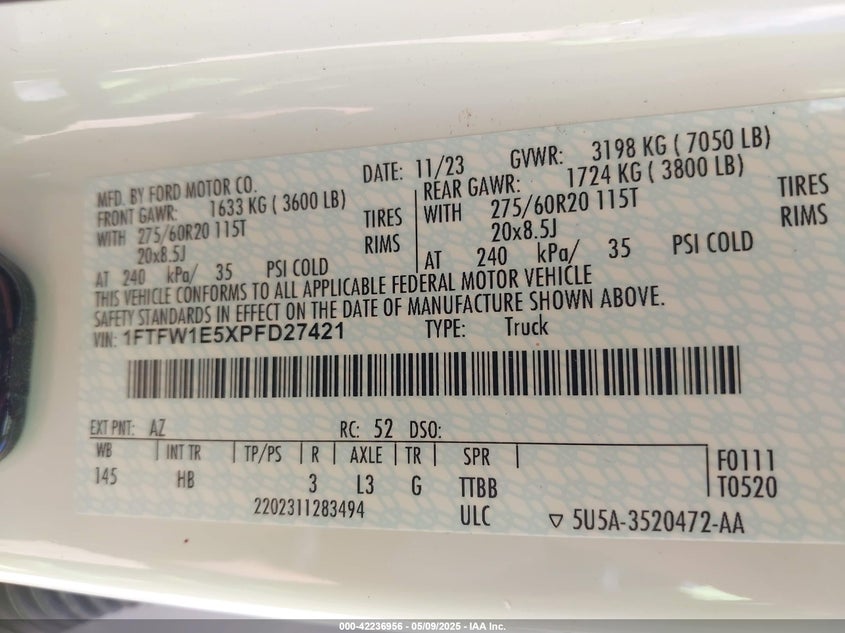 MFD. BY FORD MOTOR CO. DATE: 11/23 GVWR: 3198 KG ( 7050 LB)
FRONT GAWR: 1633 KG ( 3600 LB) REAR GAWR: 1724 KG ( 3800 LB)
WITH 275/60R20 115T TIRES WITH 275/60R20 115T TIRES
20x8.5J RIMS 20x8.5J RIMS
AT 240 kPa/ 35 PSI COLD AT 240 kPa/ 35 PSI COLD
THIS VEHICLE CONFORMS TO ALL APPLICABLE FEDERAL MOTOR VEHICLE
SAFETY STANDARDS IN EFFECT ON THE DATE OF MANUFACTURE SHOWN ABOVE.
VIN: 1FTFW1E5XPFD27421 TYPE: Truck
EXT PNT: AZ RC: 52 DSO:
WB INT TR TP/PS R AXLE TR SPR F0111
145 HB 3 L3 G TTBB T0520
2202311283494 ULC ▽ 5U5A-3520472-AA
000-42236956 - 05/09/2025 - IAA Inc.